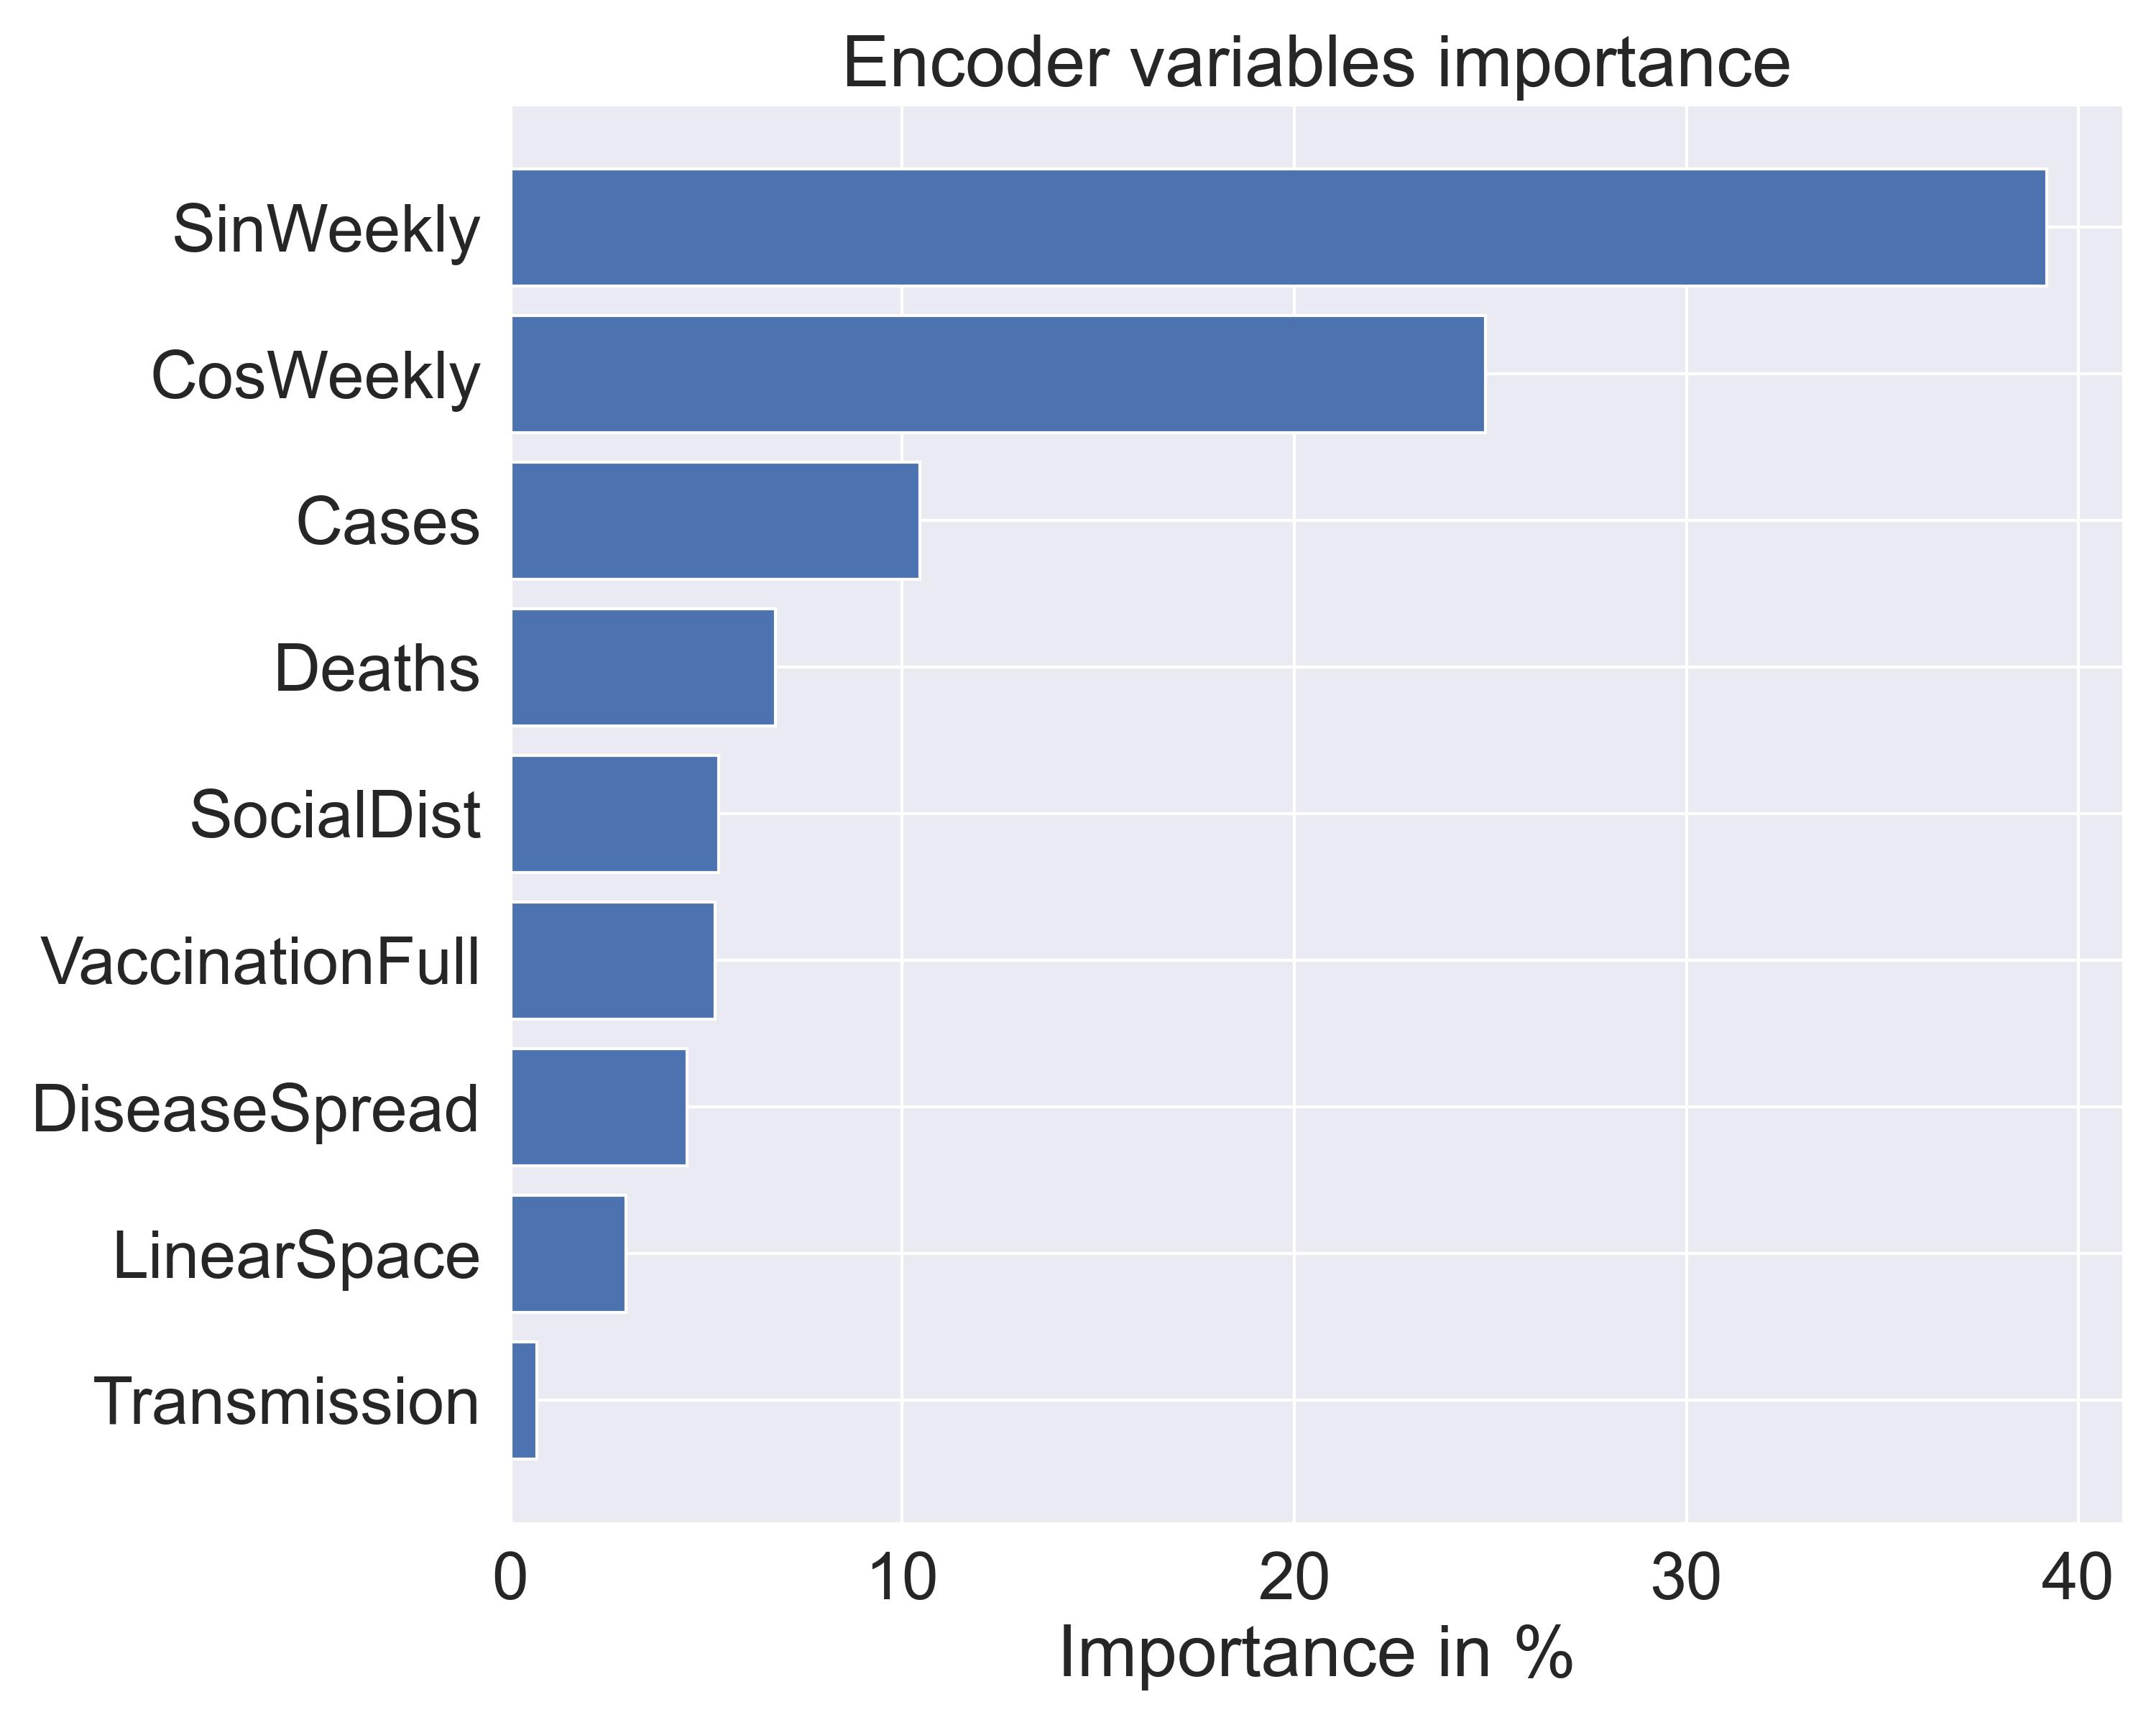 Encoder variables importance
SinWeekly
CosWeekly
Cases
Deaths
SocialDist
VaccinationFull
DiseaseSpread
LinearSpace
Transmission
0 10 20 30 40
Importance in %